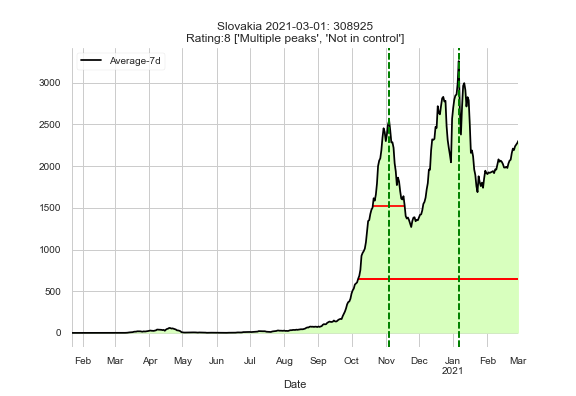 Slovakia 2021-03-01: 308925
Rating:8 ['Multiple peaks', 'Not in control']
Average-7d
3000
2500
2000
1500
1000
500
0
Feb Mar Apr May Jun Jul Aug Sep Oct Nov Dec Jan Feb Mar
2021
Date